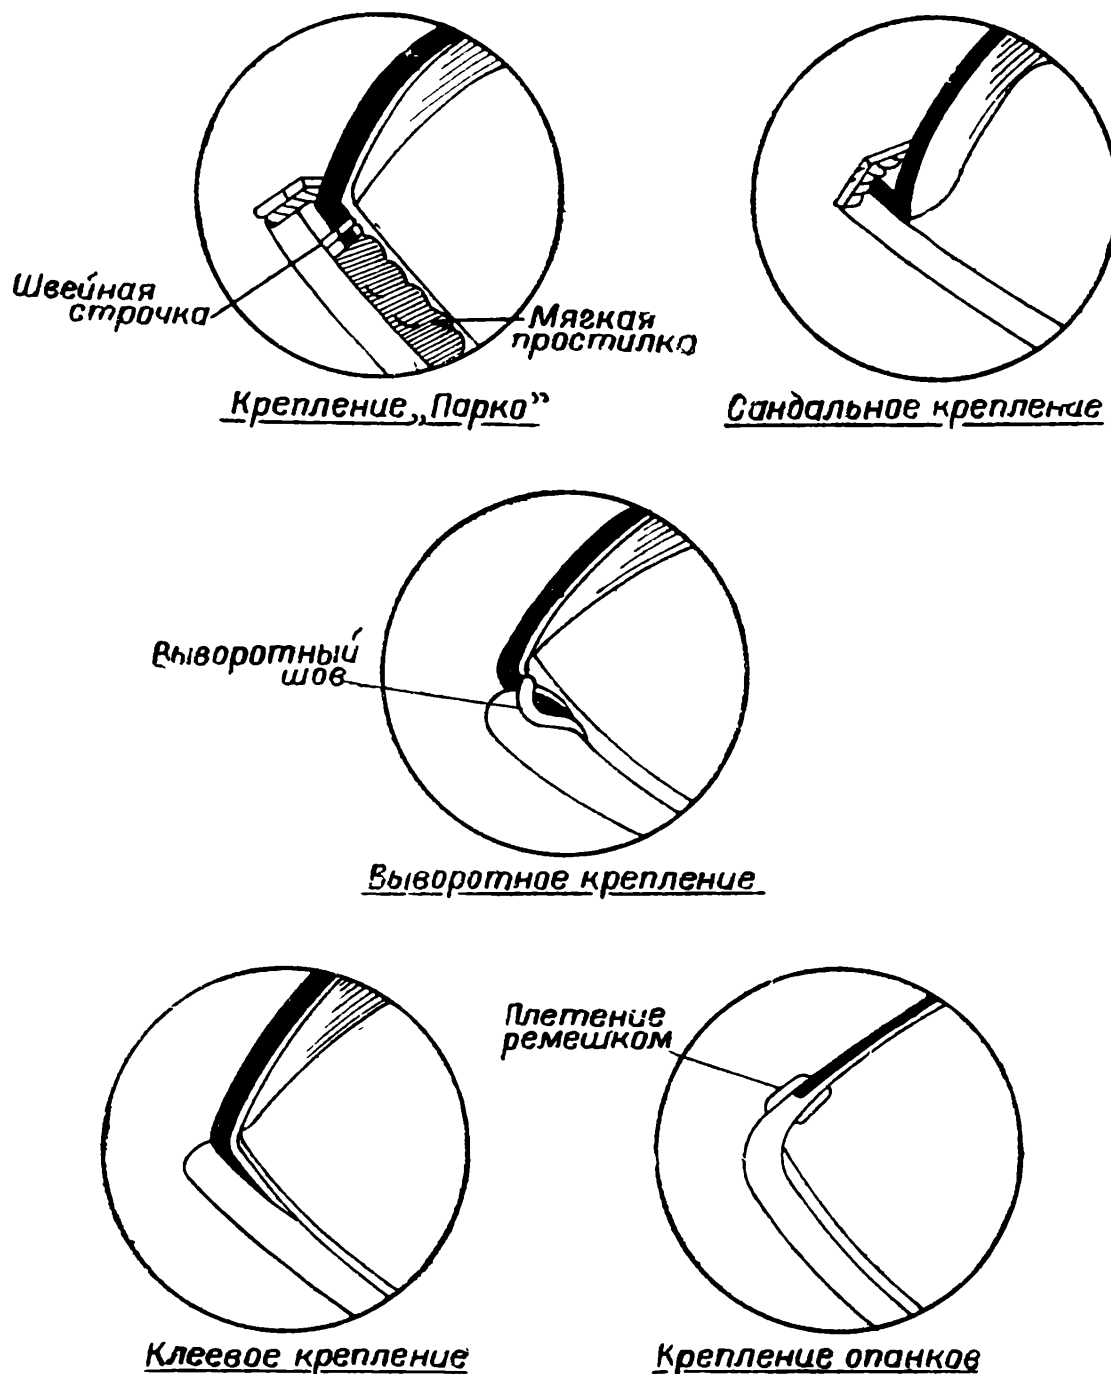 Швейная
строчка
Мягкая
простилка
Крепление „Парко”
Сандальное крепление
Выворотный
шов
Выворотное крепление
Плетение
ремешком
Клеевое крепление
Крепление опанков